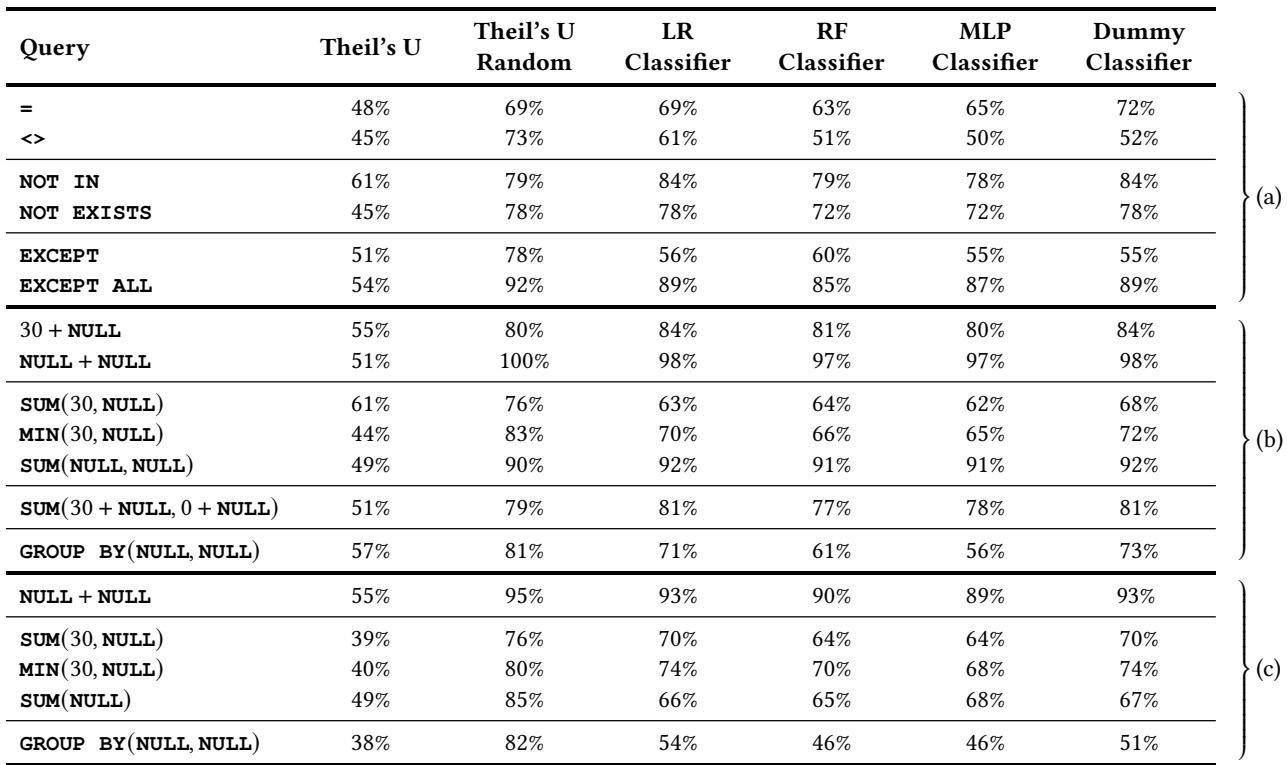 Query Theil's U Theil's U Random LR Classifier RF Classifier MLP Classifier Dummy Classifier
= 48% 69% 69% 63% 65% 72%
<> 45% 73% 61% 51% 50% 52%
NOT IN 61% 79% 84% 79% 78% 84%
NOT EXISTS 45% 78% 78% 72% 72% 78%
(a)
EXCEPT 51% 78% 56% 60% 55% 55%
EXCEPT ALL 54% 92% 89% 85% 87% 89%
30 + NULL 55% 80% 84% 81% 80% 84%
NULL + NULL 51% 100% 98% 97% 97% 98%
SUM(30, NULL) 61% 76% 63% 64% 62% 68%
MIN(30, NULL) 44% 83% 70% 66% 65% 72%
(b)
SUM(NULL, NULL) 49% 90% 92% 91% 91% 92%
SUM(30 + NULL, 0 + NULL) 51% 79% 81% 77% 78% 81%
GROUP BY(NULL, NULL) 57% 81% 71% 61% 56% 73%
NULL + NULL 55% 95% 93% 90% 89% 93%
SUM(30, NULL) 39% 76% 70% 64% 64% 70%
MIN(30, NULL) 40% 80% 74% 70% 68% 74%
(c)
SUM(NULL) 49% 85% 66% 65% 68% 67%
GROUP BY(NULL, NULL) 38% 82% 54% 46% 46% 51%